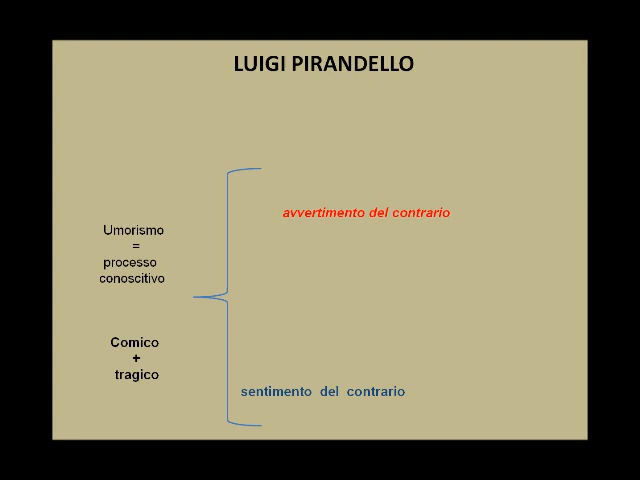 LUIGI PIRANDELLO
avvertimento del contrario
Umorismo
=
processo
conoscitivo
Comico
+
tragico
sentimento del contrario